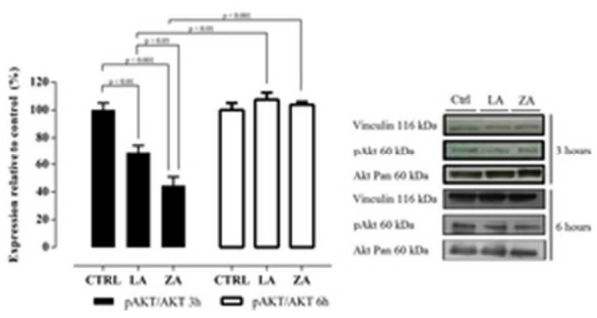 p < 0.001
p < 0.01
p < 0.05
p < 0.001
p < 0.01
Expression relative to control (%)
120
100
80
60
40
20
0
CTRL LA ZA CTRL LA ZA
pAKT/AKT 3h pAKT/AKT 6h
Ctrl LA ZA
Vinculin 116 kDa
pAkt 60 kDa
3 hours
Akt Pan 60 kDa
Vinculin 116 kDa
pAkt 60 kDa
6 hours
Akt Pan 60 kDa